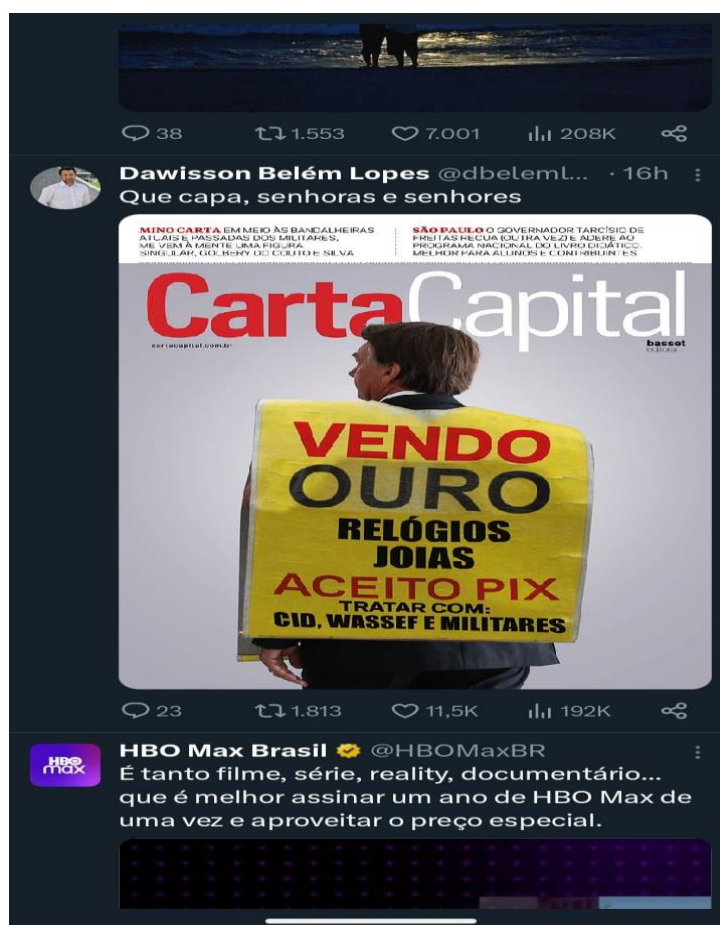 38 1.553 7.001 208K
Dawisson Belém Lopes @dbeleml... · 16h
Que capa, senhoras e senhores
MINO CARTA EM MEIO ÀS BANDALHEIRAS
ATUAIS E PASSADAS DOS MILITARES,
ME VEM À MENTE UMA FIGURA
SINGULAR, GOLBERY DO COUTO E SILVA
SÃO PAULO O GOVERNADOR TARCÍSIO DE
FREITAS RECUA (OUTRA VEZ) E ADERE AO
PROGRAMA NACIONAL DO LIVRO DIDÁTICO.
MELHOR PARA ALUNOS E CONTRIBUINTES
CartaCapital
cartacapital.com.br
basset
editora
VENDO
OURO
RELÓGIOS
JOIAS
ACEITO PIX
TRATAR COM:
CID, WASSEF E MILITARES
23 1.813 11,5K 192K
HBO Max Brasil @HBOMaxBR
HBO
max
É tanto filme, série, reality, documentário...
que é melhor assinar um ano de HBO Max de
uma vez e aproveitar o preço especial.